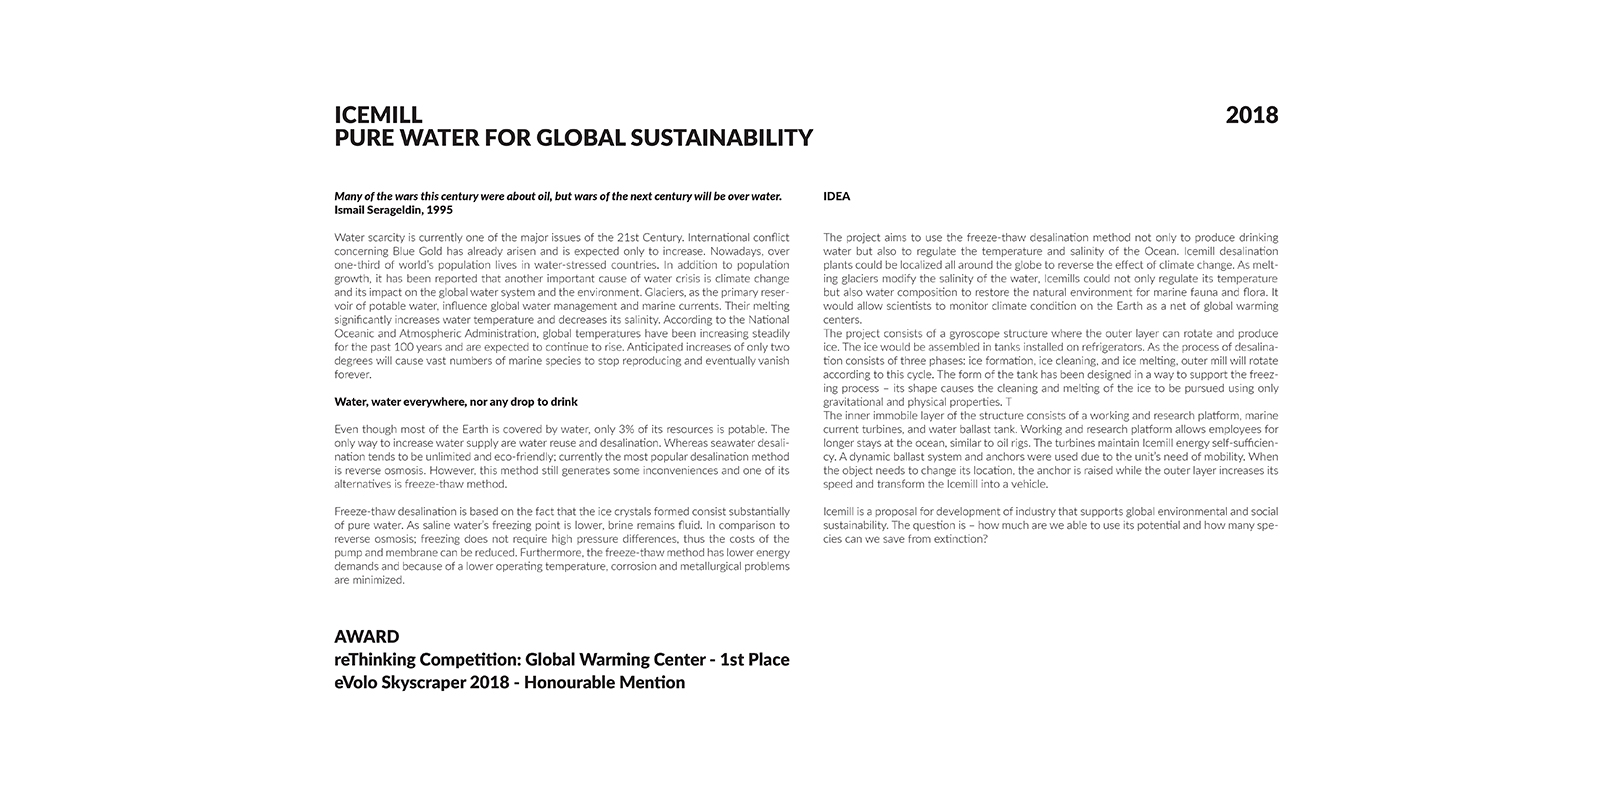 ICEMILL
PURE WATER FOR GLOBAL SUSTAINABILITY
2018
Many of the wars this century were about oil, but wars of the next century will be over water.
Ismail Serageldin, 1995
Water scarcity is currently one of the major issues of the 21st Century. International conflict
concerning Blue Gold has already arisen and is expected only to increase. Nowadays, over
one-third of world's population lives in water-stressed countries. In addition to population
growth, it has been reported that another important cause of water crisis is climate change
and its impact on the global water system and the environment. Glaciers, as the primary reser-
voir of potable water, influence global water management and marine currents. Their melting
significantly increases water temperature and decreases its salinity. According to the National
Oceanic and Atmospheric Administration, global temperatures have been increasing steadily
for the past 100 years and are expected to continue to rise. Anticipated increases of only two
degrees will cause vast numbers of marine species to stop reproducing and eventually vanish
forever.
Water, water everywhere, nor any drop to drink
Even though most of the Earth is covered by water, only 3% of its resources is potable. The
only way to increase water supply are water reuse and desalination. Whereas seawater desali-
nation tends to be unlimited and eco-friendly; currently the most popular desalination method
is reverse osmosis. However, this method still generates some inconveniences and one of its
alternatives is freeze-thaw method.
Freeze-thaw desalination is based on the fact that the ice crystals formed consist substantially
of pure water. As saline water's freezing point is lower, brine remains fluid. In comparison to
reverse osmosis; freezing does not require high pressure differences, thus the costs of the
pump and membrane can be reduced. Furthermore, the freeze-thaw method has lower energy
demands and because of a lower operating temperature, corrosion and metallurgical problems
are minimized.
IDEA
The project aims to use the freeze-thaw desalination method not only to produce drinking
water but also to regulate the temperature and salinity of the Ocean. Icemill desalination
plants could be localized all around the globe to reverse the effect of climate change. As melt-
ing glaciers modify the salinity of the water, Icemills could not only regulate its temperature
but also water composition to restore the natural environment for marine fauna and flora. It
would allow scientists to monitor climate condition on the Earth as a net of global warming
centers.
The project consists of a gyroscope structure where the outer layer can rotate and produce
ice. The ice would be assembled in tanks installed on refrigerators. As the process of desalina-
tion consists of three phases: ice formation, ice cleaning, and ice melting, outer mill will rotate
according to this cycle. The form of the tank has been designed in a way to support the freez-
ing process – its shape causes the cleaning and melting of the ice to be pursued using only
gravitational and physical properties. T
The inner immobile layer of the structure consists of a working and research platform, marine
current turbines, and water ballast tank. Working and research platform allows employees for
longer stays at the ocean, similar to oil rigs. The turbines maintain Icemill energy self-sufficien-
cy. A dynamic ballast system and anchors were used due to the unit's need of mobility. When
the object needs to change its location, the anchor is raised while the outer layer increases its
speed and transform the Icemill into a vehicle.
Icemill is a proposal for development of industry that supports global environmental and social
sustainability. The question is – how much are we able to use its potential and how many spe-
cies can we save from extinction?
AWARD
reThinking Competition: Global Warming Center - 1st Place
eVolo Skyscraper 2018 - Honourable Mention